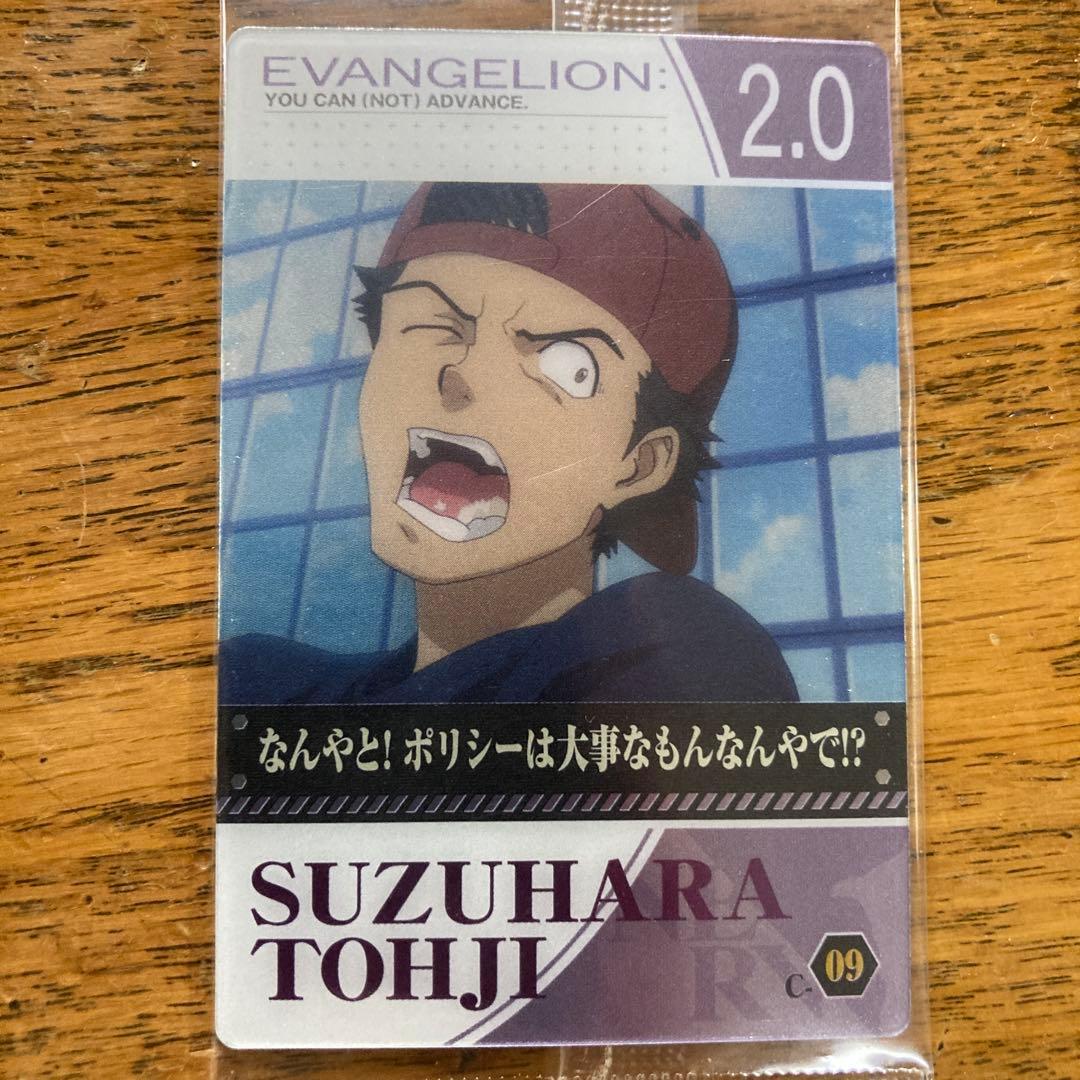 EVANGELION:
YOU CAN (NOT) ADVANCE.
2.0
なんやと! ポリシーは大事なもんなんやで!?
SUZUHARA
TOHJI
C-09